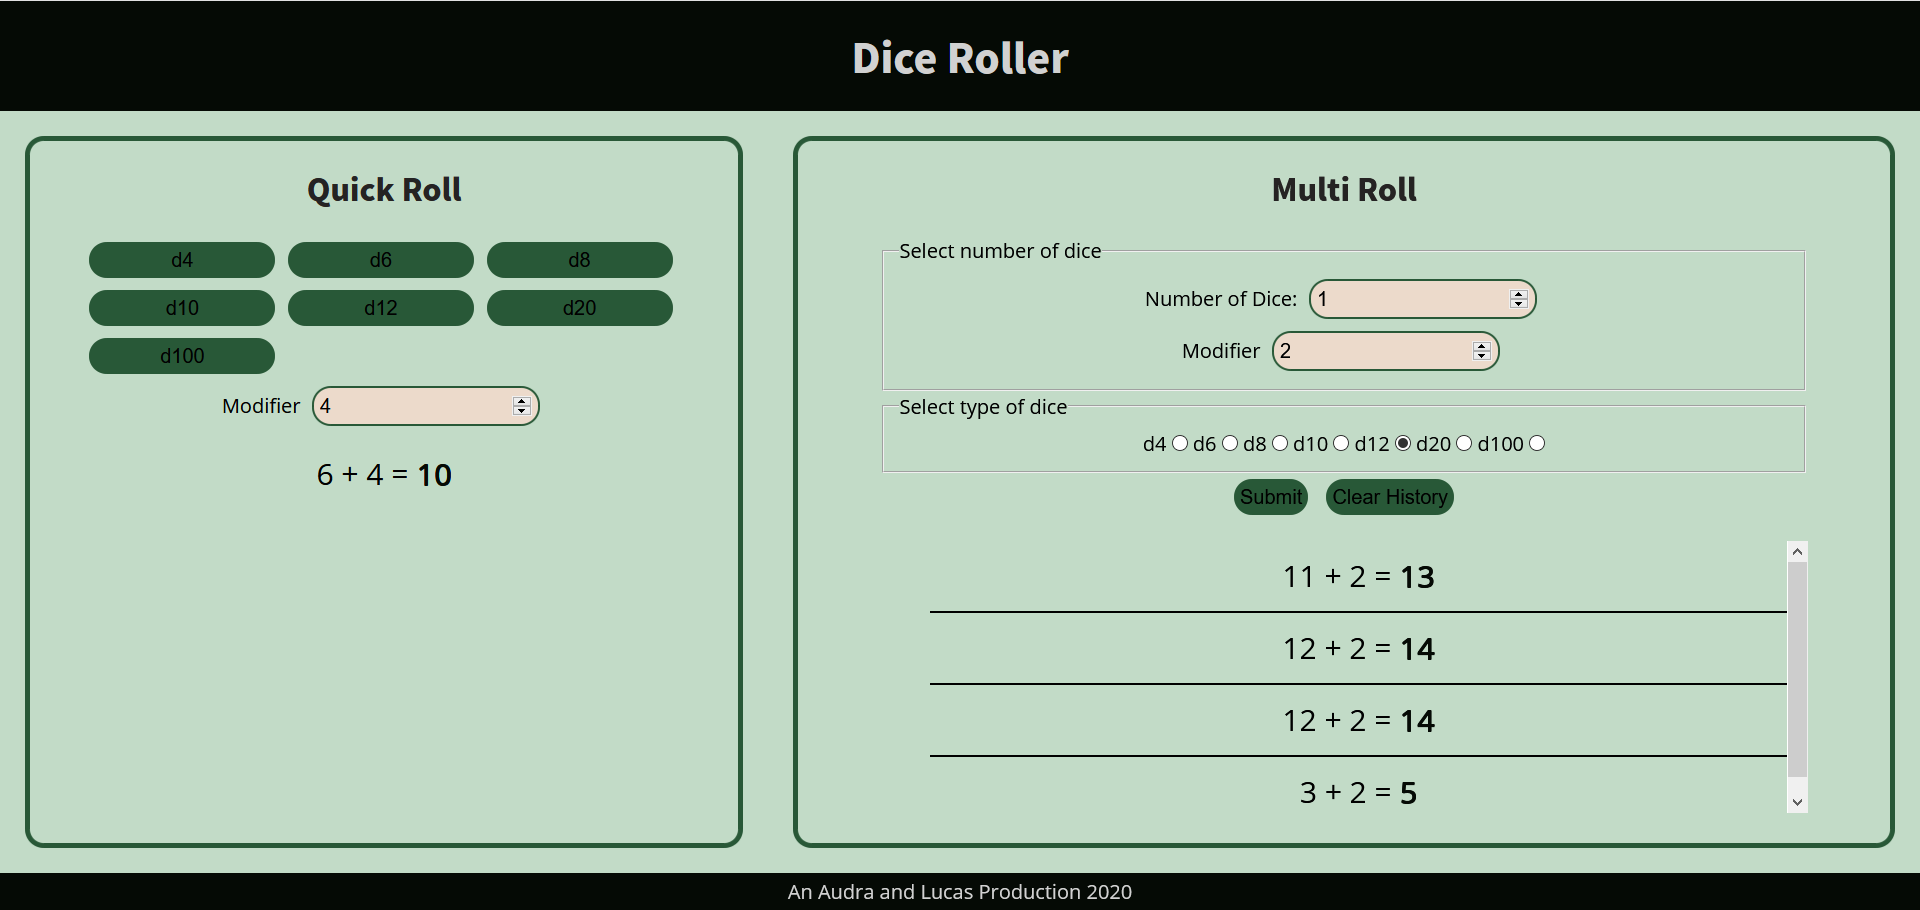 Dice Roller
Quick Roll
d4 d6 d8
d10 d12 d20
d100
Modifier 4
6 + 4 = 10
Multi Roll
Select number of dice
Number of Dice: 1
Modifier 2
Select type of dice
d4 d6 d8 d10 d12 d20 d100
Submit Clear History
11 + 2 = 13
12 + 2 = 14
12 + 2 = 14
3 + 2 = 5
An Audra and Lucas Production 2020